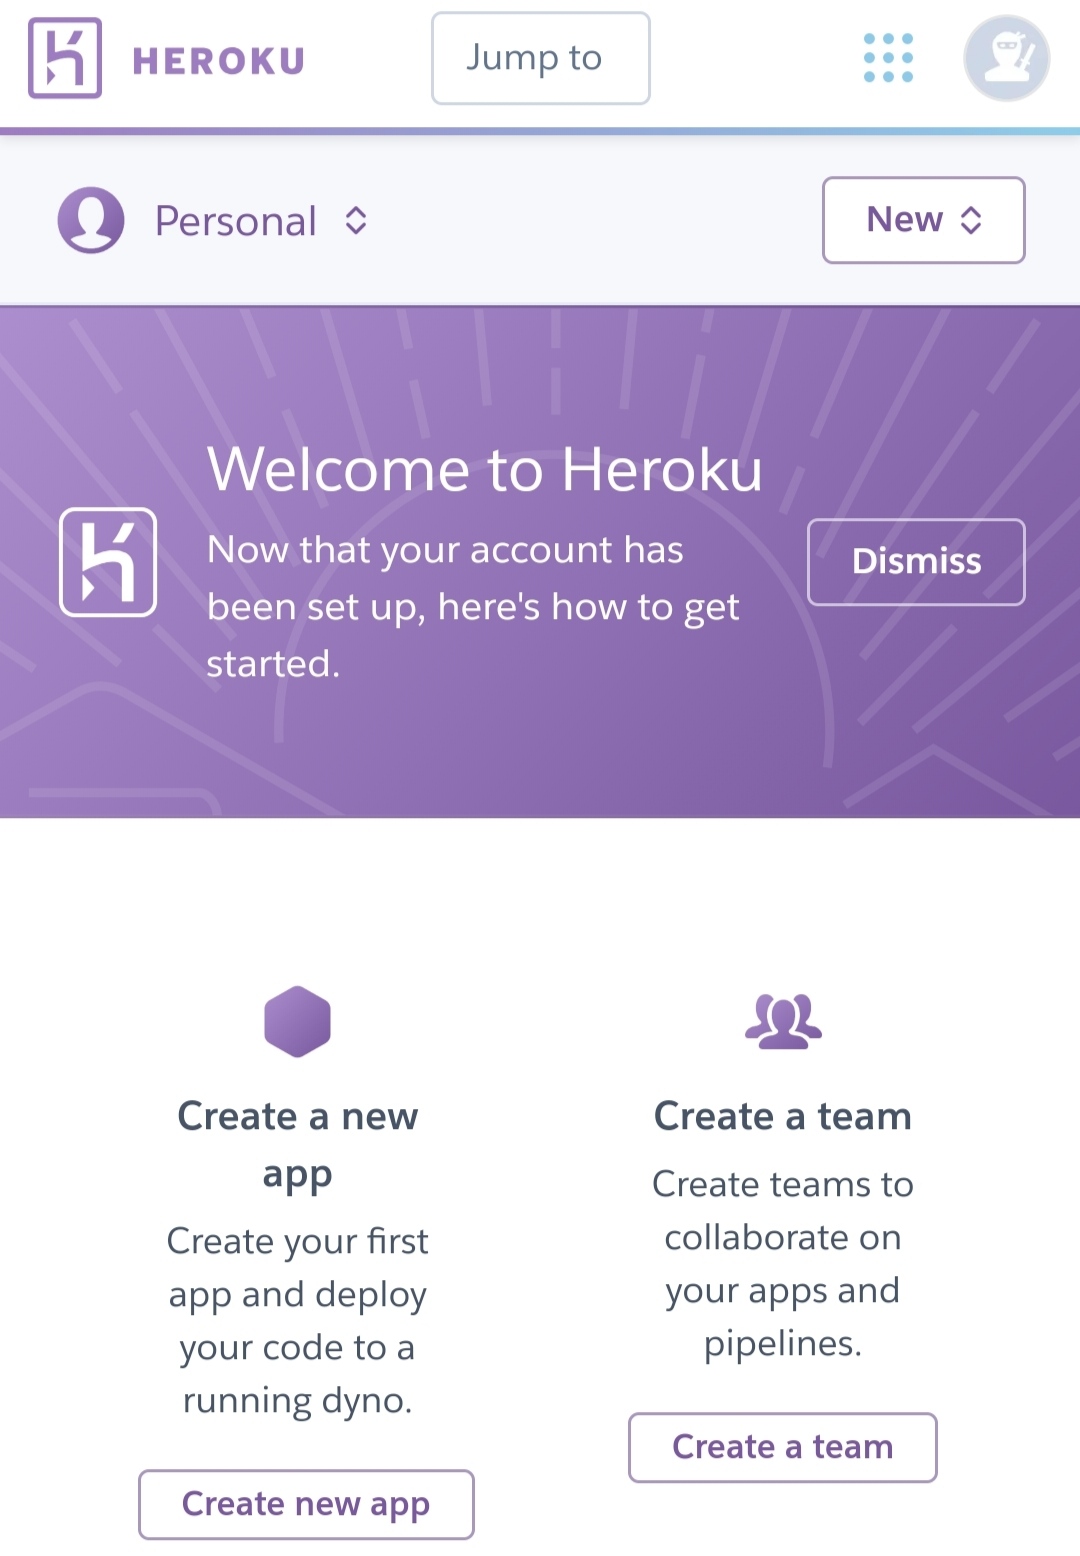 HEROKU
Jump to
Personal
New
Welcome to Heroku
Now that your account has
been set up, here's how to get
started.
Dismiss
Create a new
app
Create your first
app and deploy
your code to a
running dyno.
Create new app
Create a team
Create teams to
collaborate on
your apps and
pipelines.
Create a team